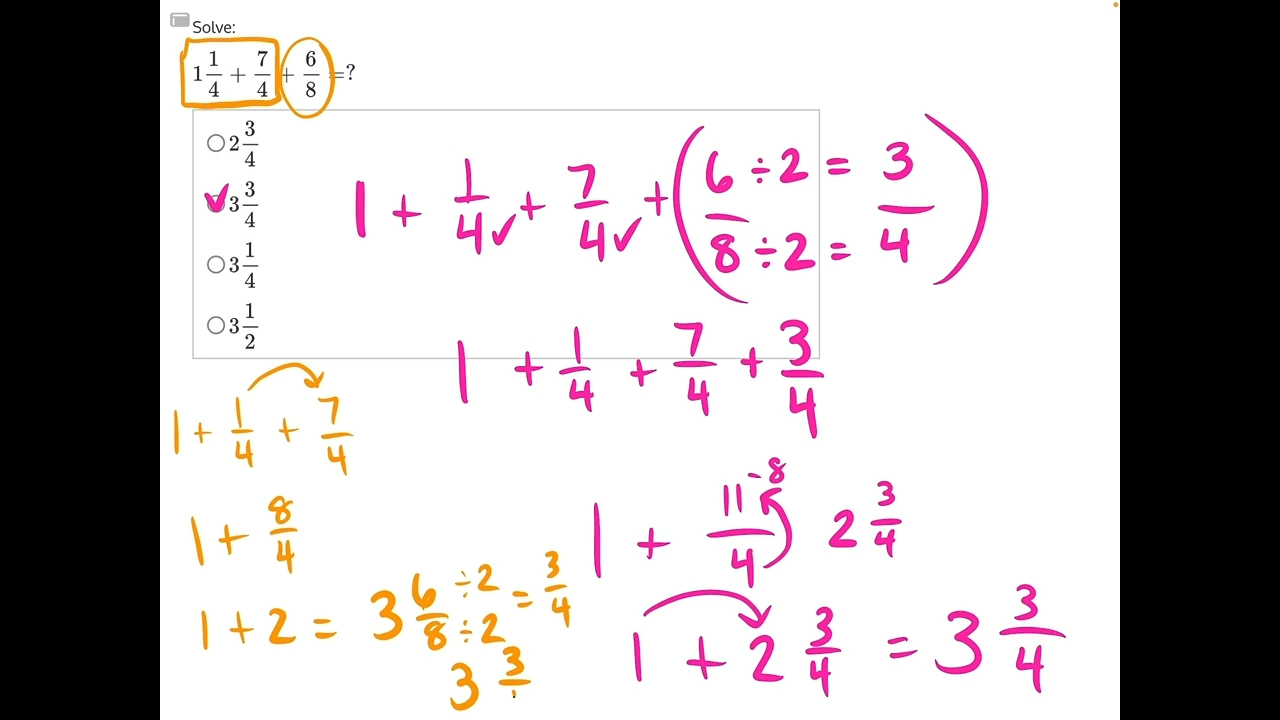 Solve:
1 1/4 + 7/4 + 6/8 =?
2 3/4
3 3/4
3 1/4
3 1/2
1 + 1/4 + 7/4 + ( 6 ÷ 2 = 3
8 ÷ 2 = 4 )
1 + 1/4 + 7/4 + 3/4
1 + 11/4 -8 2 3/4
1 + 2 3/4 = 3 3/4
1 + 1/4 + 7/4
1 + 8/4
1 + 2 = 3 6/8 ÷2 ÷2 = 3/4
3 3/